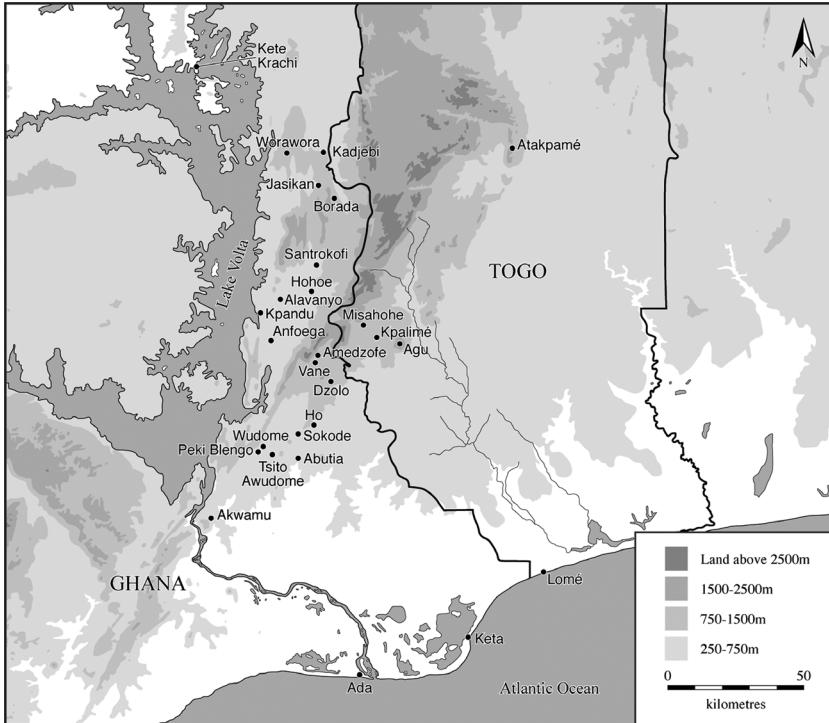 Kete
Krachi
N
Worawora
Kadjebi
Atakpamé
Jasikan
Borada
Lake Volta
Santrokofi
TOGO
Hohoe
Alavanyo
Kpandu
Misahohe
Anfoega
Kpalimé
Agu
Amedzofe
Vane
Dzolo
Ho
Wudome
Sokode
Peki Blengo
Tsito
Abutia
Awudome
Akwamu
GHANA
Lomé
Keta
Ada
Atlantic Ocean
Land above 2500m
1500-2500m
750-1500m
250-750m
0 50
kilometres